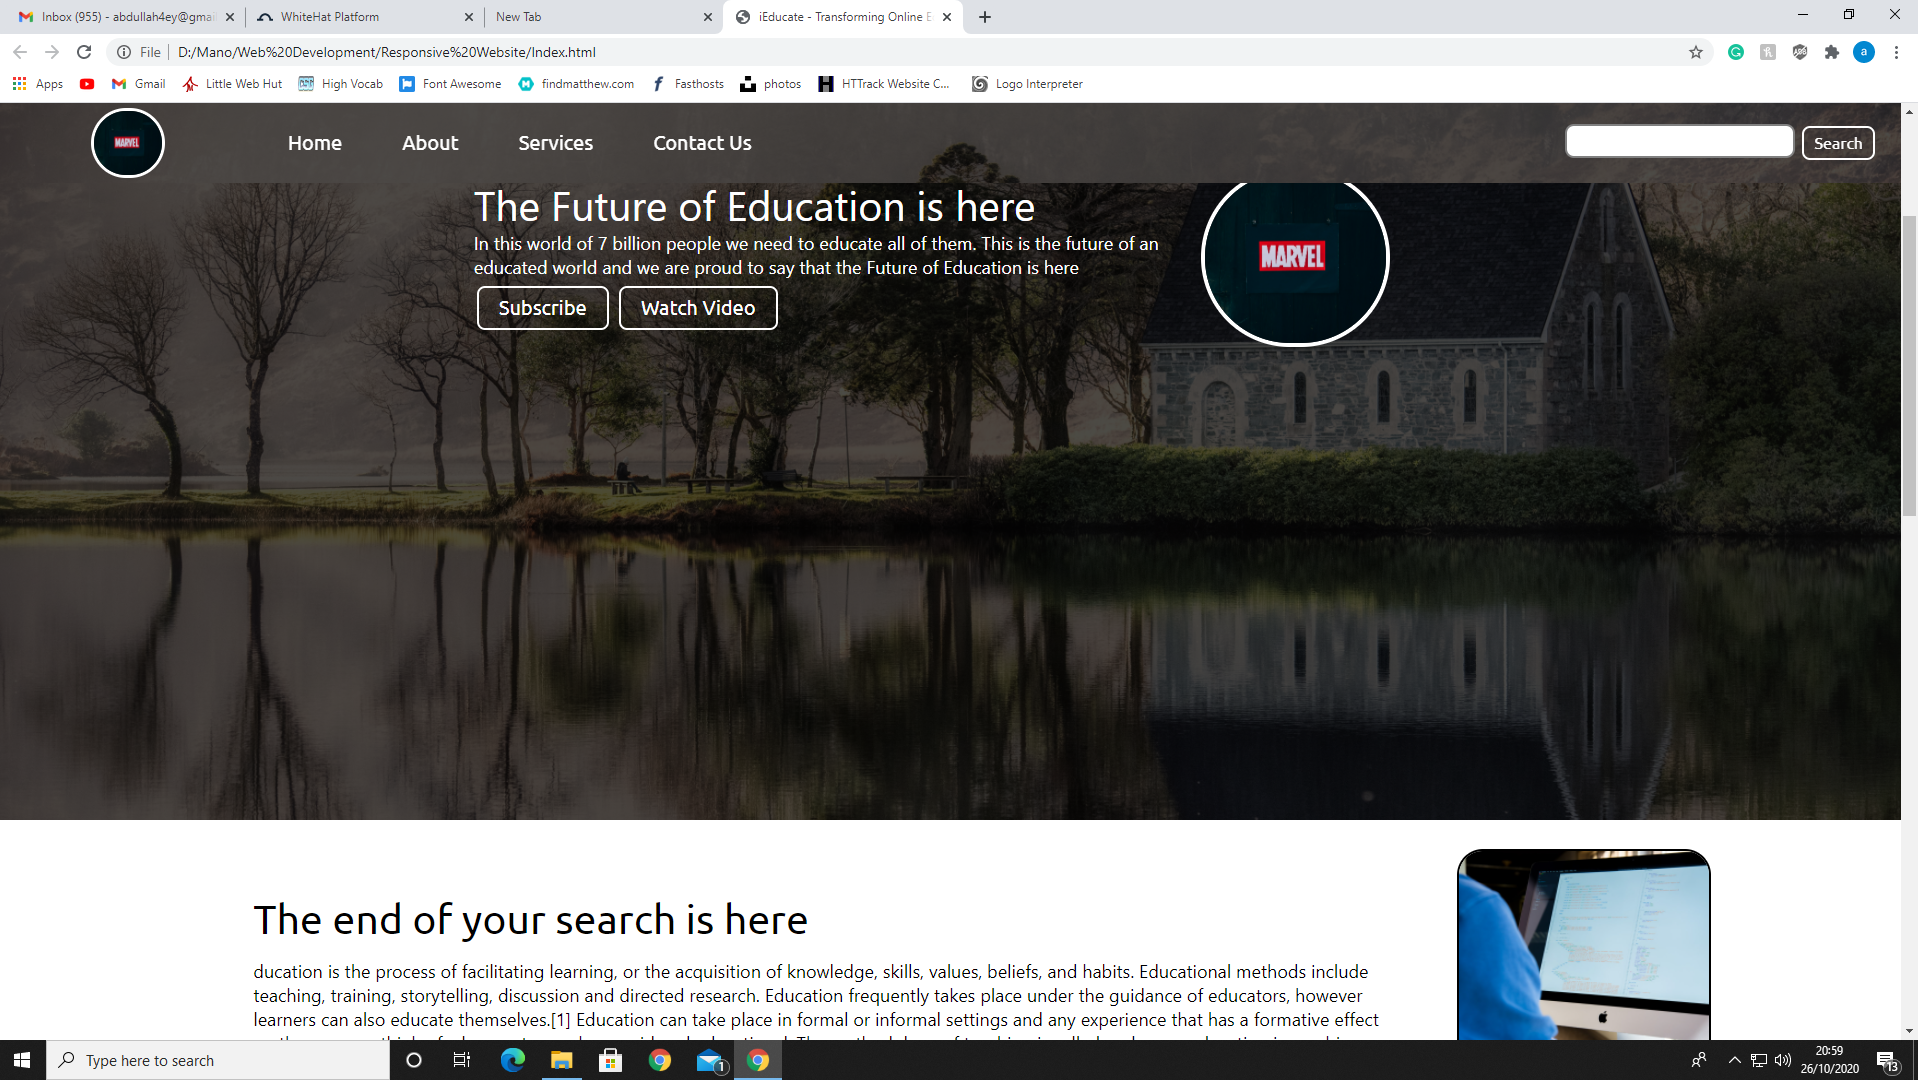 Inbox (955) - abdullah4ey@gmai
WhiteHat Platform
New Tab
iEducate - Transforming Online E
File
D:/Mano/Web%20Development/Responsive%20Website/Index.html
Apps
Gmail
Little Web Hut
High Vocab
Font Awesome
findmatthew.com
Fasthosts
photos
HTTrack Website C...
Logo Interpreter
MARVEL
Home
About
Services
Contact Us
Search
The Future of Education is here
In this world of 7 billion people we need to educate all of them. This is the future of an
educated world and we are proud to say that the Future of Education is here
Subscribe
Watch Video
MARVEL
The end of your search is here
ducation is the process of facilitating learning, or the acquisition of knowledge, skills, values, beliefs, and habits. Educational methods include
teaching, training, storytelling, discussion and directed research. Education frequently takes place under the guidance of educators, however
learners can also educate themselves.[1] Education can take place in formal or informal settings and any experience that has a formative effect
Type here to search
1
20:59
26/10/2020
13